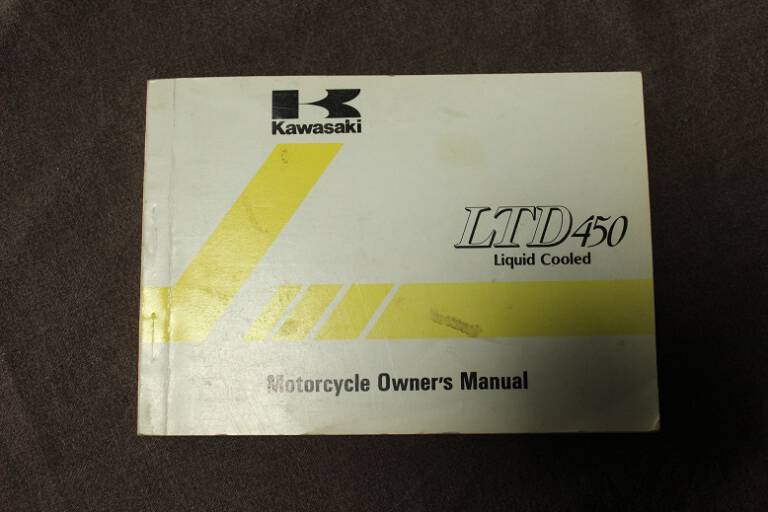 Kawasaki
LTD450
Liquid Cooled
Motorcycle Owner's Manual